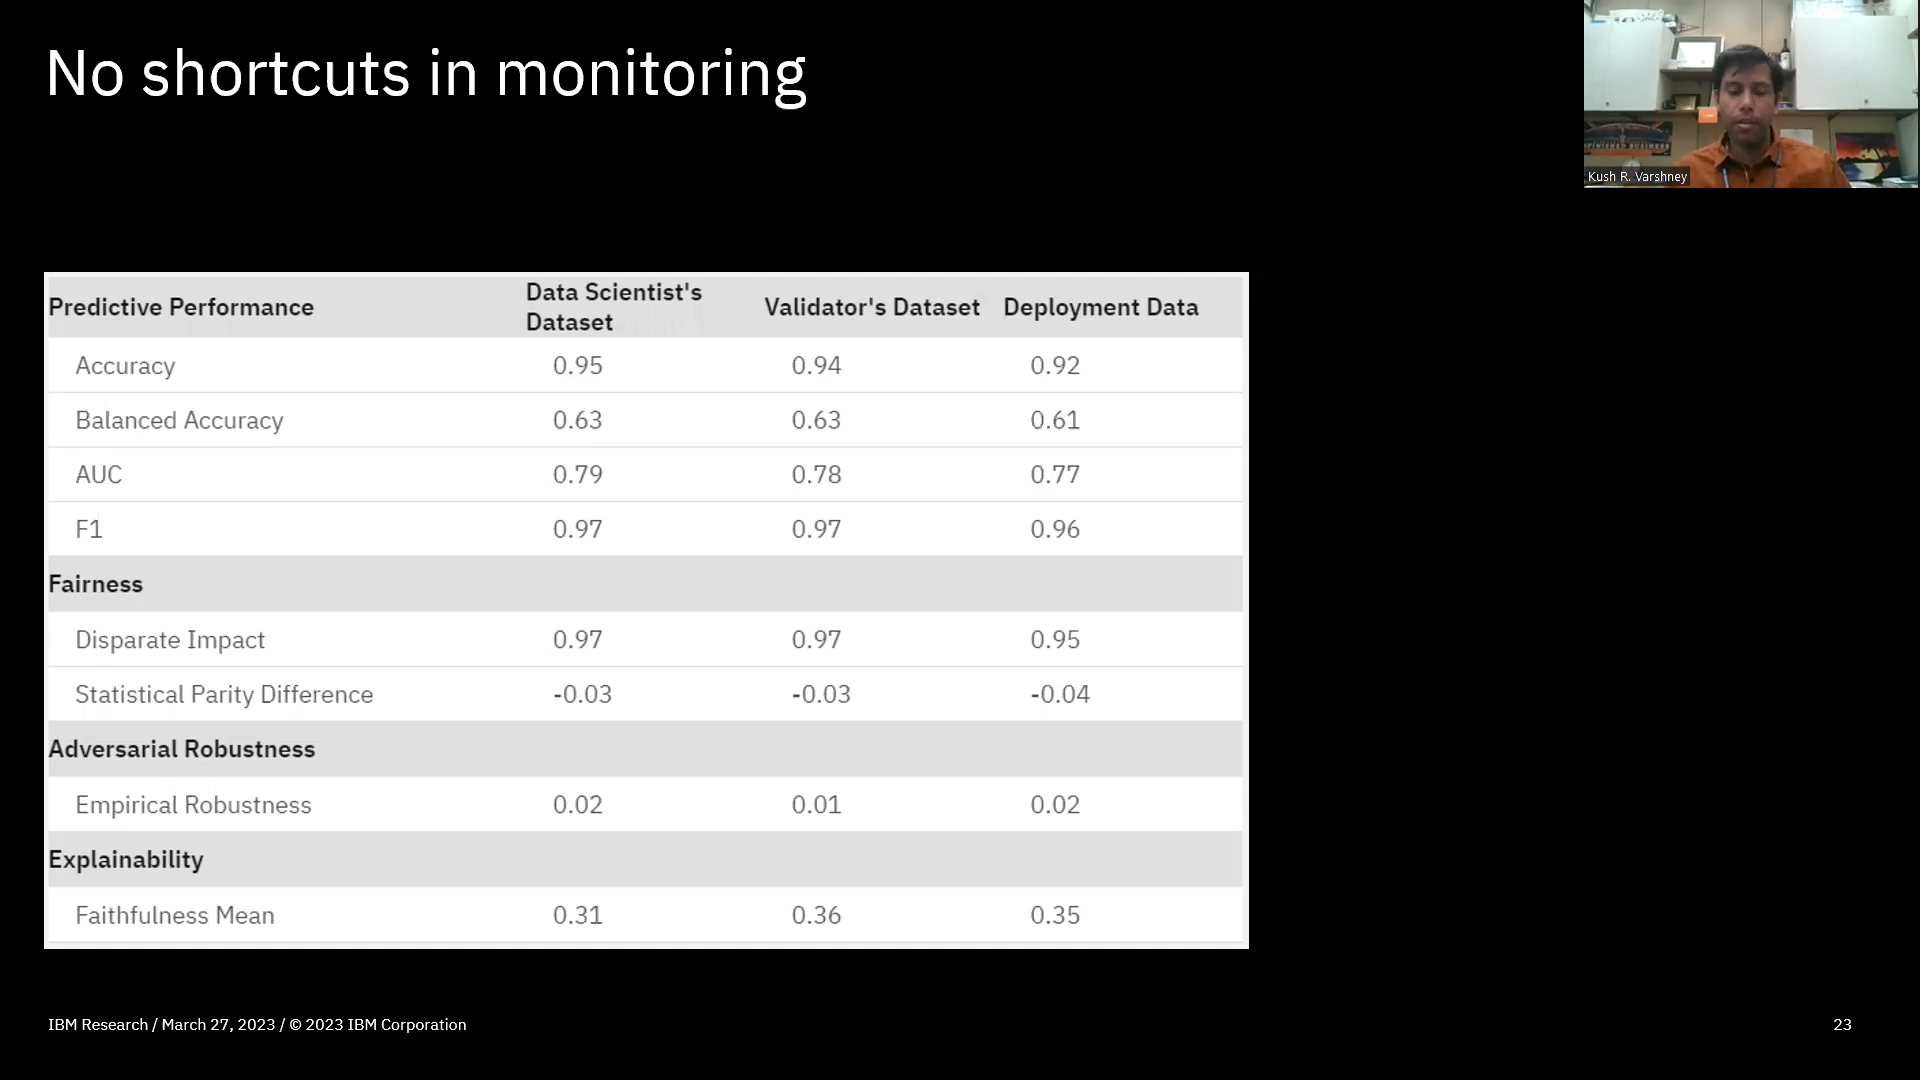 No shortcuts in monitoring
Kush R. Varshney
Predictive Performance Data Scientist's Dataset Validator's Dataset Deployment Data
Accuracy 0.95 0.94 0.92
Balanced Accuracy 0.63 0.63 0.61
AUC 0.79 0.78 0.77
F1 0.97 0.97 0.96
Fairness
Disparate Impact 0.97 0.97 0.95
Statistical Parity Difference -0.03 -0.03 -0.04
Adversarial Robustness
Empirical Robustness 0.02 0.01 0.02
Explainability
Faithfulness Mean 0.31 0.36 0.35
IBM Research / March 27, 2023 / © 2023 IBM Corporation
23